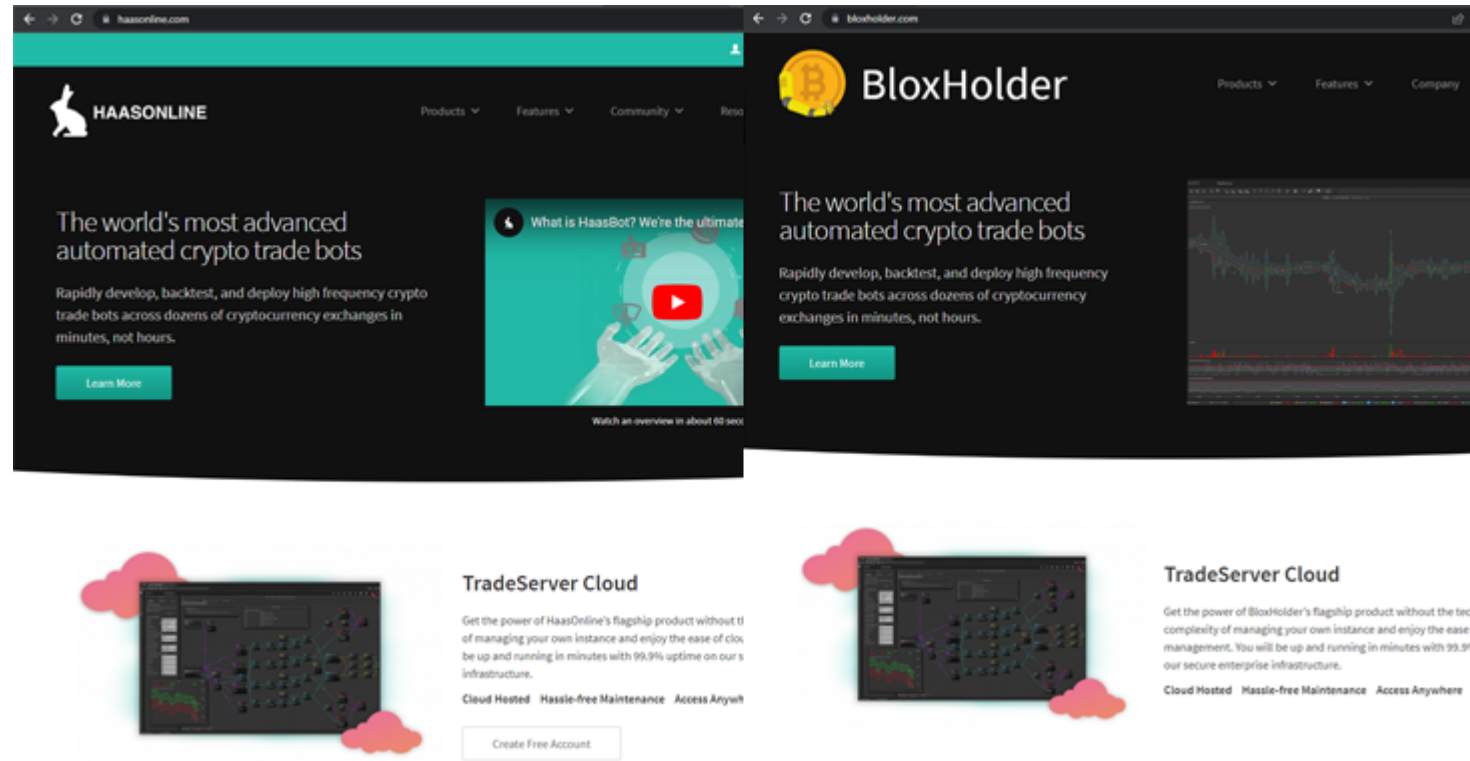 haasonline.com
HAASONLINE
Products
Features
Community
Reso
The world's most advanced
automated crypto trade bots
Rapidly develop, backtest, and deploy high frequency crypto
trade bots across dozens of cryptocurrency exchanges in
minutes, not hours.
Learn More
What is HaasBot? We're the ultimate
Watch an overview in about 60 seco
TradeServer Cloud
Get the power of HaasOnline's flagship product without th
of managing your own instance and enjoy the ease of clou
be up and running in minutes with 99.9% uptime on our s
infrastructure.
Cloud Hosted Hassle-free Maintenance Access Anywh
Create Free Account
bloxholder.com
BloxHolder
Products
Features
Company
The world's most advanced
automated crypto trade bots
Rapidly develop, backtest, and deploy high frequency
crypto trade bots across dozens of cryptocurrency
exchanges in minutes, not hours.
Learn More
TradeServer Cloud
Get the power of BloxHolder's flagship product without the tec
complexity of managing your own instance and enjoy the ease
management. You will be up and running in minutes with 99.9%
our secure enterprise infrastructure.
Cloud Hosted Hassle-free Maintenance Access Anywhere